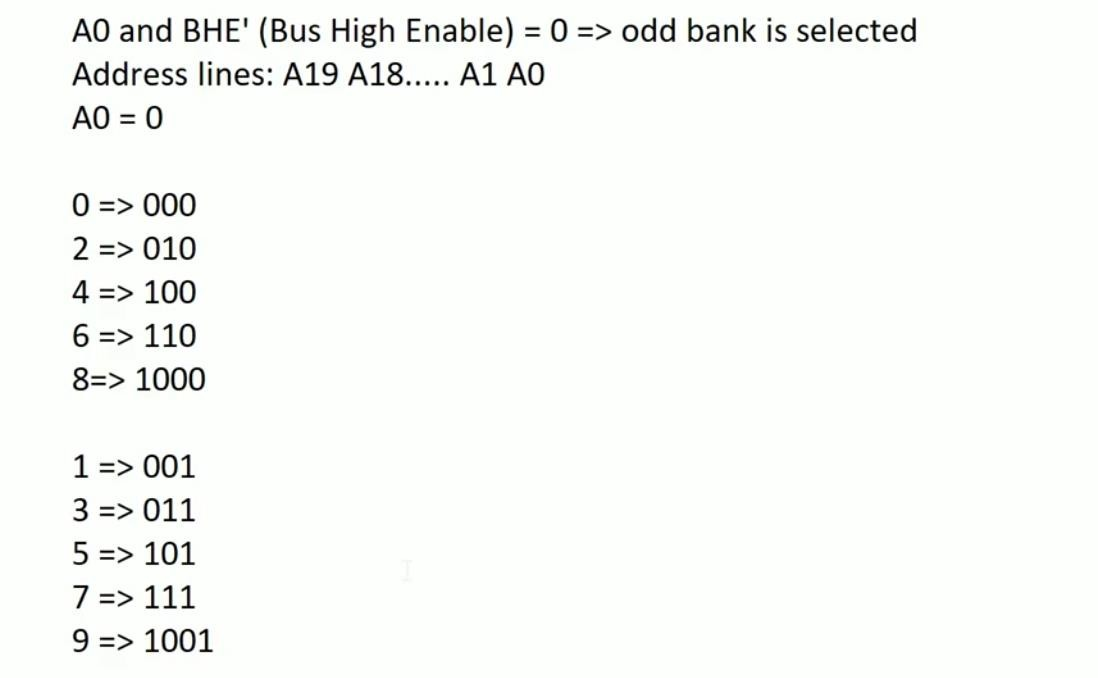 A0 and BHE' (Bus High Enable) = 0 => odd bank is selected
Address lines: A19 A18..... A1 A0
A0 = 0
0 => 000
2 => 010
4 => 100
6 => 110
8=> 1000
1 => 001
3 => 011
5 => 101
7 => 111
9 => 1001